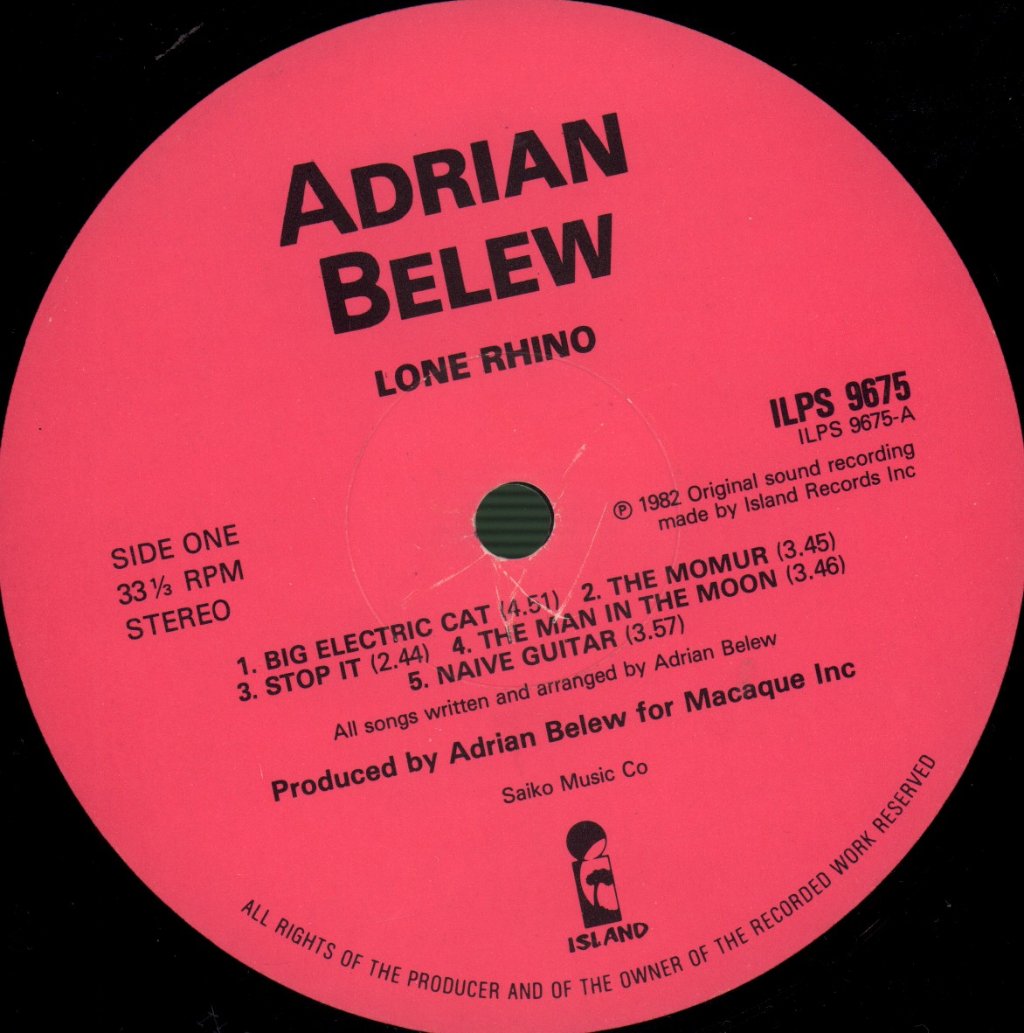 ADRIAN
BELEW
LONE RHINO
ILPS 9675
ILPS 9675-A
℗ 1982 Original sound recording
made by Island Records Inc
SIDE ONE
33⅓ RPM
STEREO
1. BIG ELECTRIC CAT (4.51) 2. THE MOMUR (3.45)
3. STOP IT (2.44) 4. THE MAN IN THE MOON (3.46)
5. NAIVE GUITAR (3.57)
All songs written and arranged by Adrian Belew
Produced by Adrian Belew for Macaque Inc
Saiko Music Co
ISLAND
ALL RIGHTS OF THE PRODUCER AND OF THE OWNER OF THE RECORDED WORK RESERVED